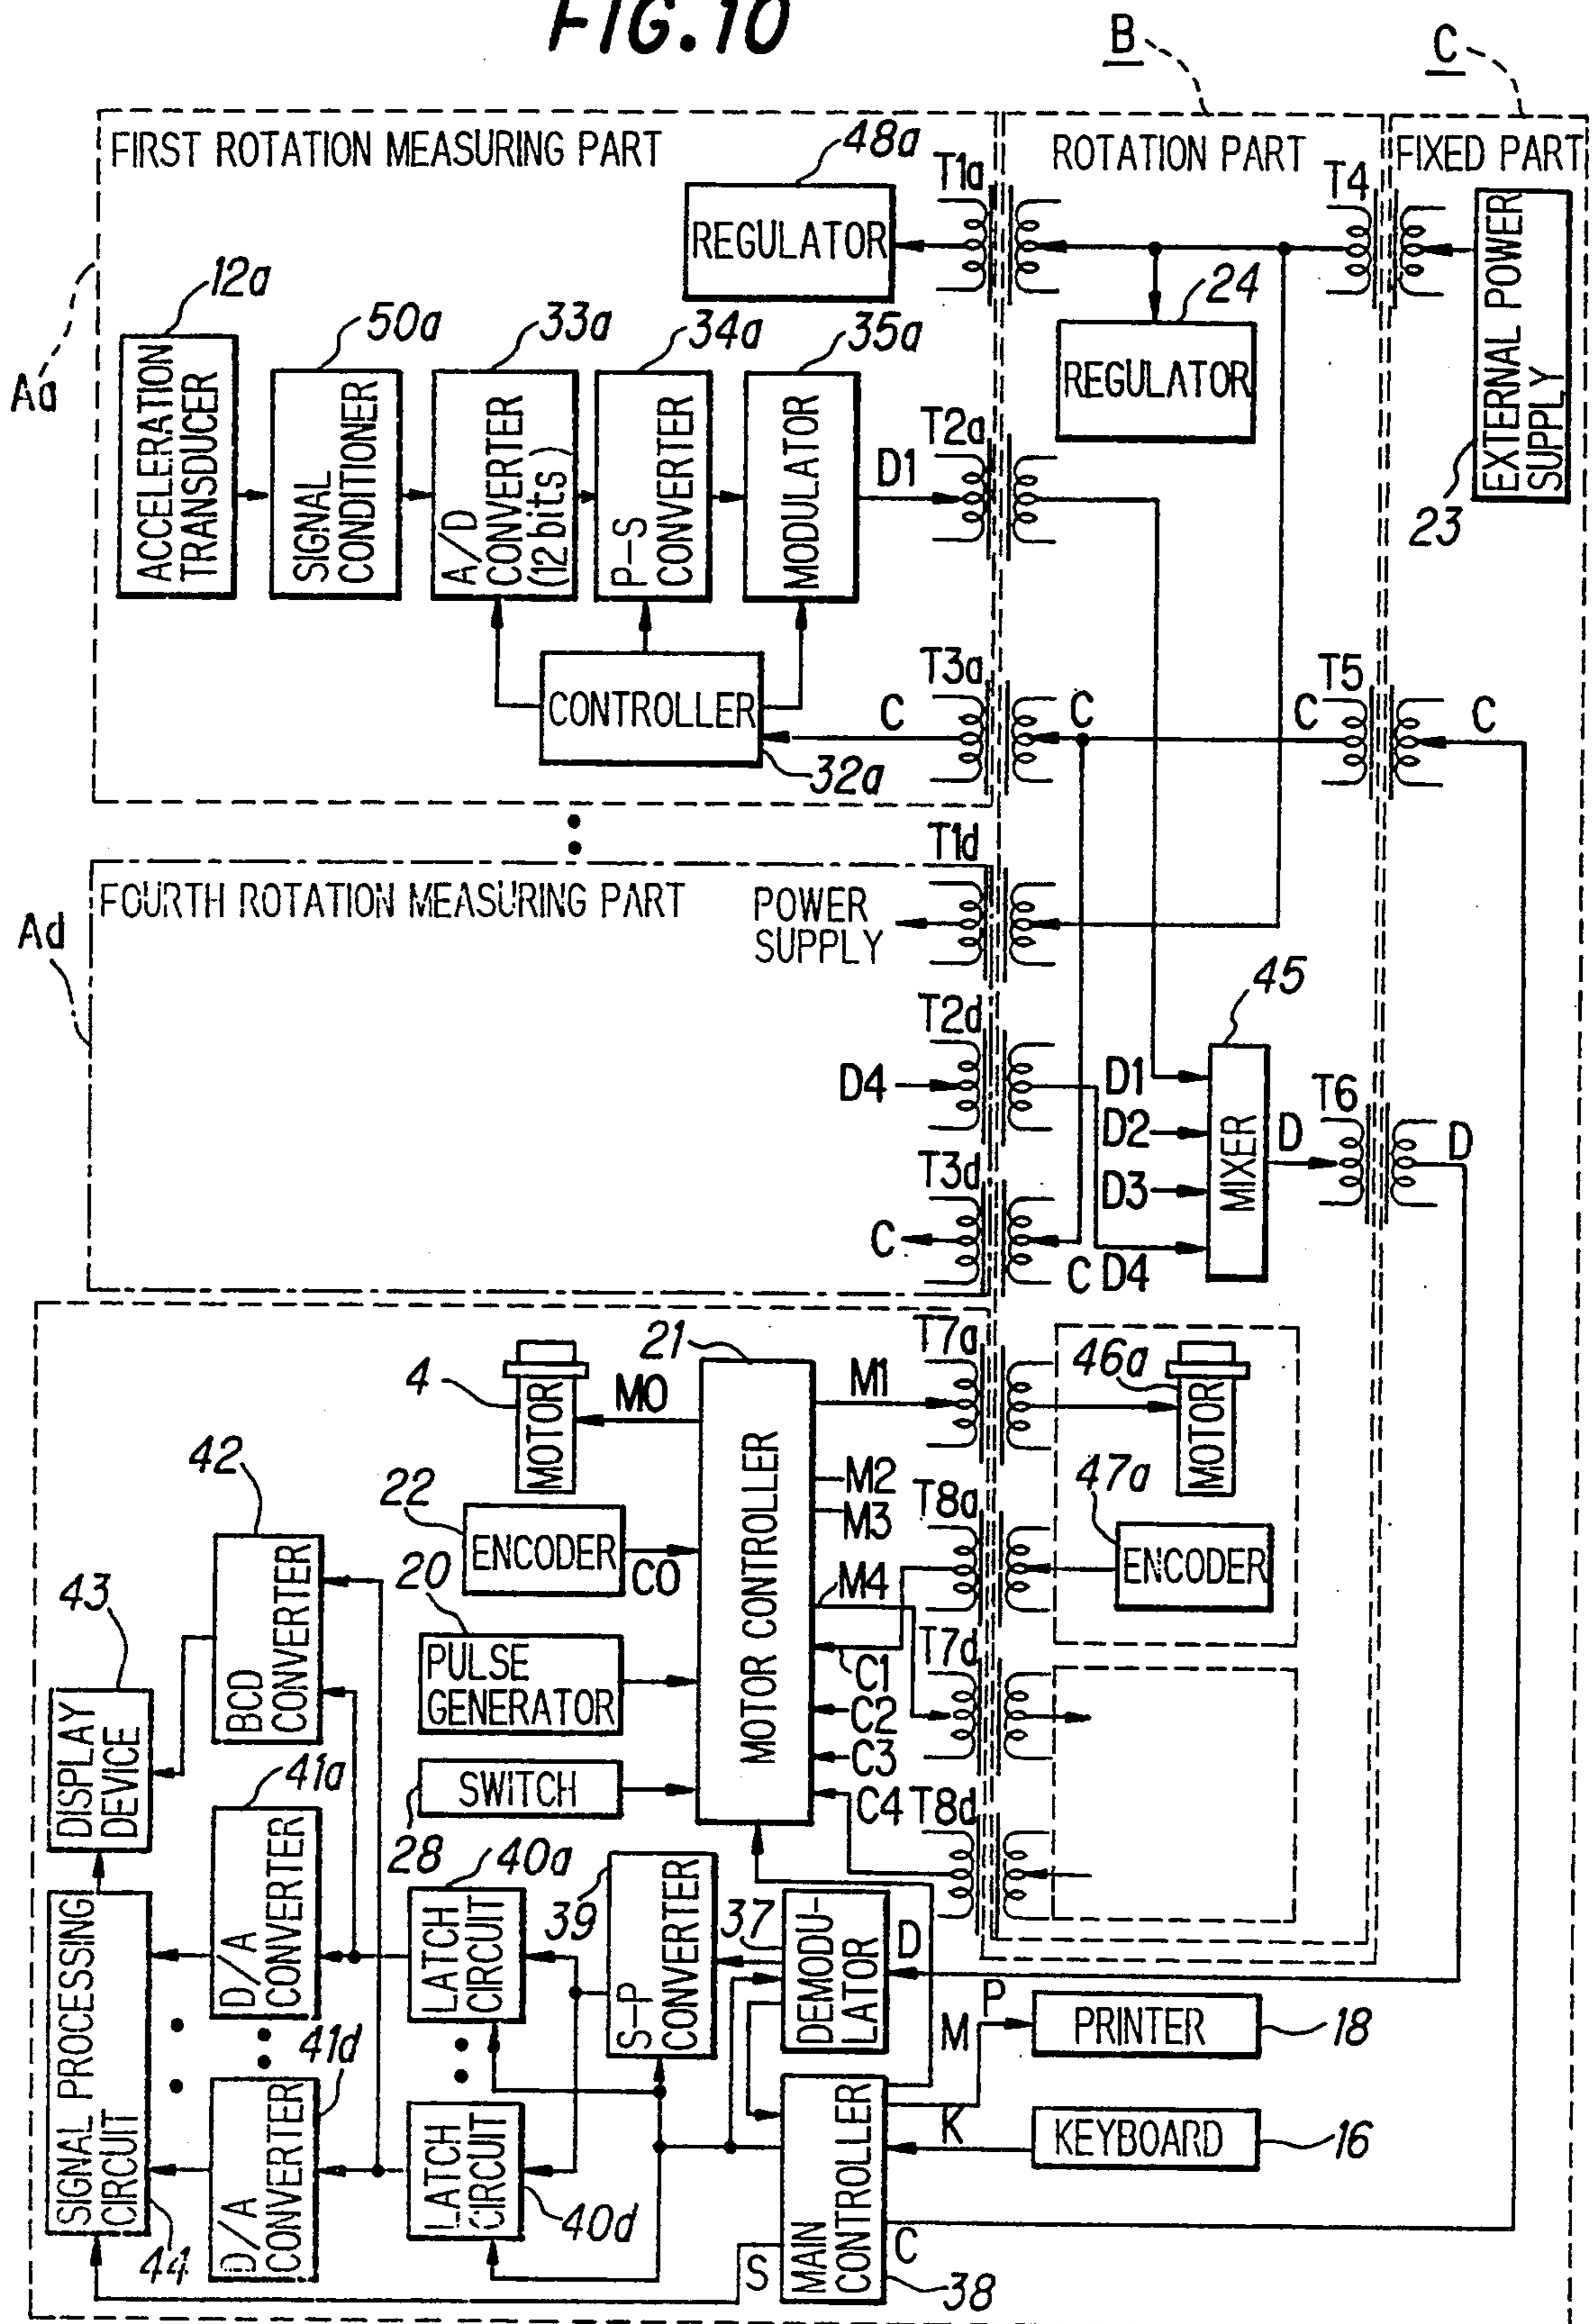 FIG. 10
B
C
FIRST ROTATION MEASURING PART
48a
T1a
ROTATION PART
T4
FIXED PART
REGULATOR
24
REGULATOR
EXTERNAL POWER
SUPPLY
23
Aa
12a
50a
33a
34a
35a
ACCELERATION
TRANSDUCER
SIGNAL
CONDITIONER
A/D
CONVERTER
(12 bits)
P-S
CONVERTER
MODULATOR
D1
T2a
CONTROLLER
32a
C
T3a
C
C
T5
C
T1d
FOURTH ROTATION MEASURING PART
POWER
SUPPLY
Ad
T2d
D4
T3d
C
C
45
D1
D2
D3
D4
MIXER
D
T6
D
4
MOTOR
M0
21
MOTOR CONTROLLER
M1
T7a
46a
MOTOR
M2
M3
T8a
47a
ENCODER
22
ENCODER
C0
M4
20
PULSE
GENERATOR
C1
T7d
C2
C3
SWITCH
28
C4
T8d
42
BCD
CONVERTER
43
DISPLAY
DEVICE
41a
D/A
CONVERTER
40a
LATCH
CIRCUIT
39
S-P
CONVERTER
37
DEMODU-
LATOR
D
SIGNAL PROCESSING
CIRCUIT
44
41d
D/A
CONVERTER
LATCH
CIRCUIT
40d
P
M
PRINTER
18
K
KEYBOARD
16
MAIN
CONTROLLER
C
S
38